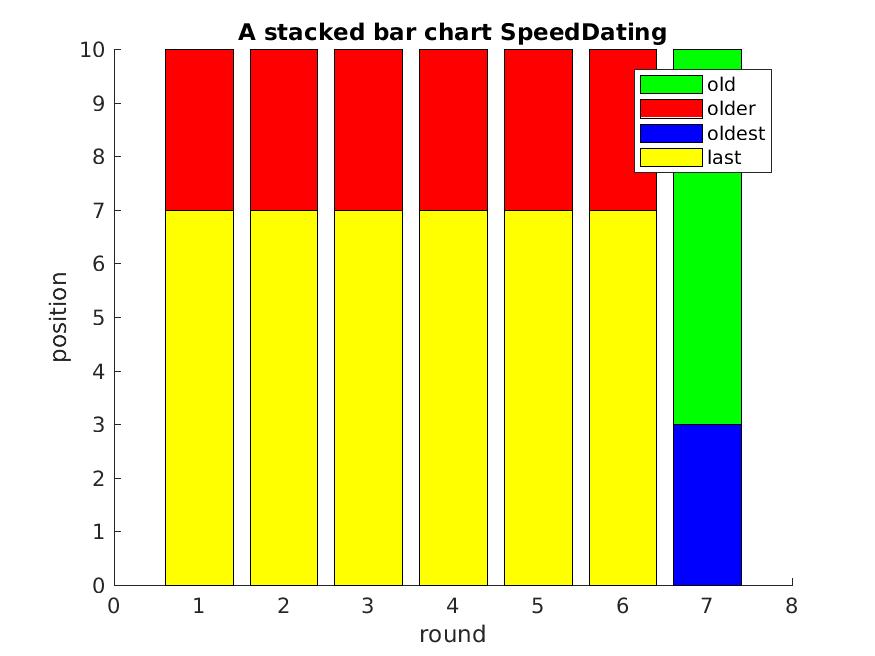 A stacked bar chart SpeedDating
10
9
8
7
6
5
4
3
2
1
0
position
old
older
oldest
last
0 1 2 3 4 5 6 7 8
round